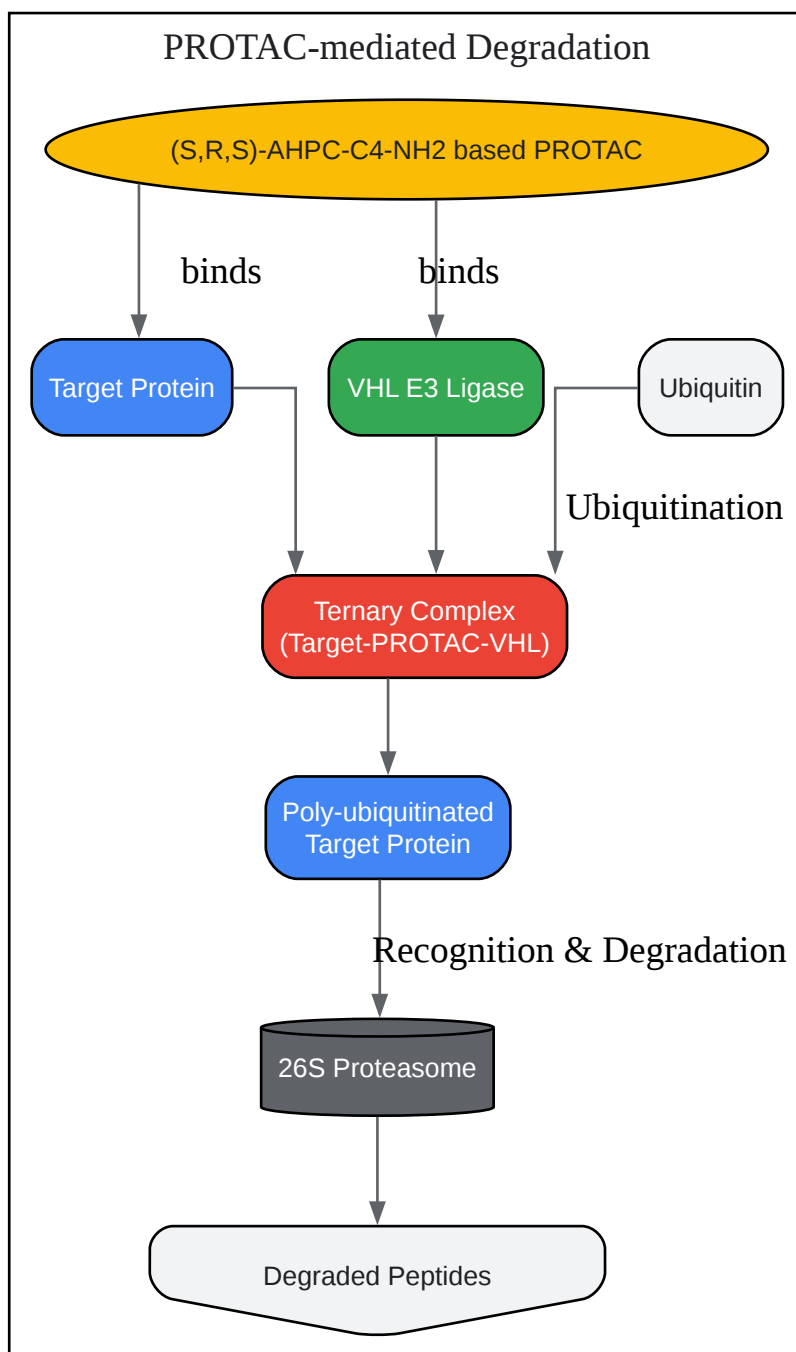 PROTAC-mediated Degradation
(S,R,S)-AHPC-C4-NH2 based PROTAC
binds
binds
Target Protein
VHL E3 Ligase
Ubiquitin
Ubiquitination
Ternary Complex
(Target-PROTAC-VHL)
Poly-ubiquitinated
Target Protein
Recognition & Degradation
26S Proteasome
Degraded Peptides